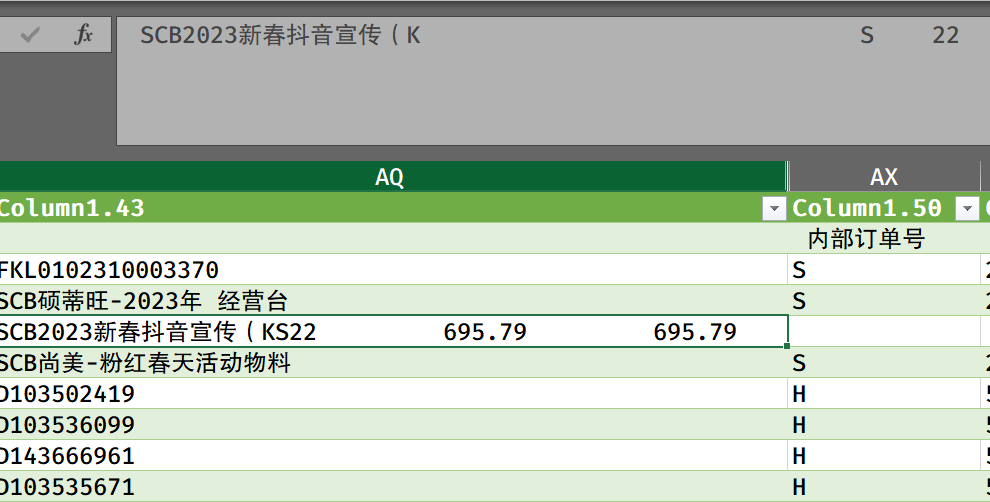 fx SCB2023新春抖音宣传（K S 22
AQ AX
Column1.43 Column1.50
内部订单号
FKL0102310003370 S
SCB硕蒂旺-2023年 经营台 S
SCB2023新春抖音宣传（KS22 695.79 695.79
SCB尚美-粉红春天活动物料 S
D103502419 H
D103536099 H
D143666961 H
D103535671 H